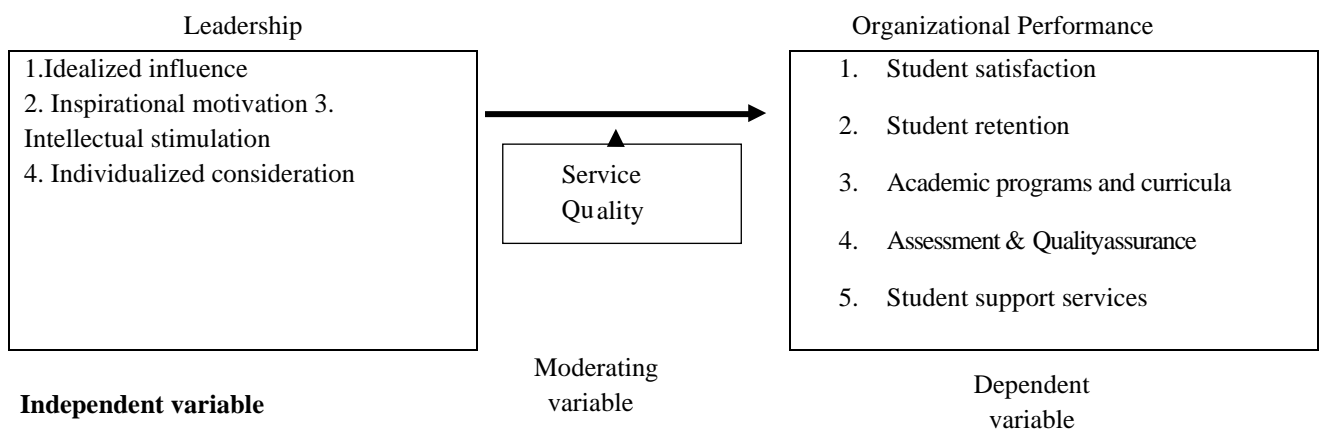 Leadership
1.Idealized influence
2. Inspirational motivation 3.
Intellectual stimulation
4. Individualized consideration
Independent variable
Service
Quality
Moderating
variable
Organizational Performance
1. Student satisfaction
2. Student retention
3. Academic programs and curricula
4. Assessment & Qualityassurance
5. Student support services
Dependent
variable